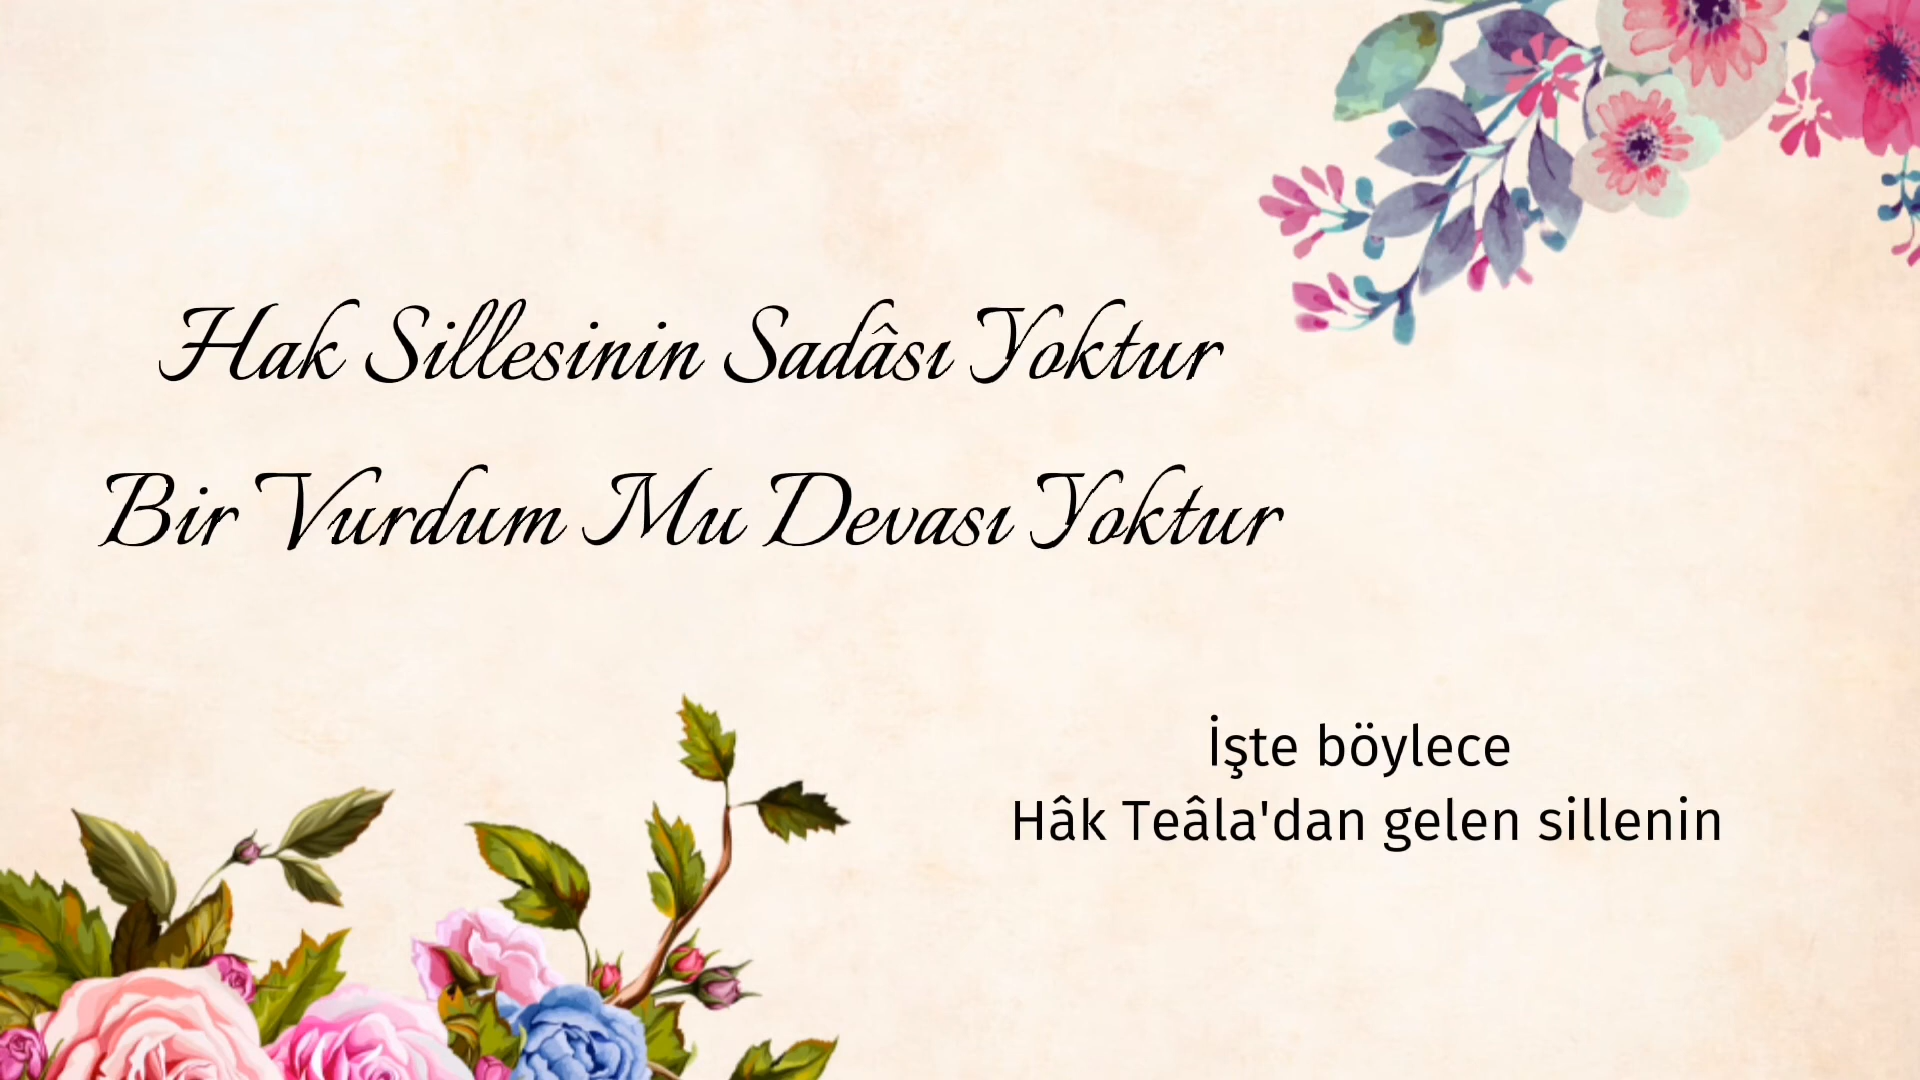 Hak Sillesinin Sadâsı Yoktur
Bir Vurdum Mu Devası Yoktur
İşte böylece
Hâk Teâla'dan gelen sillenin